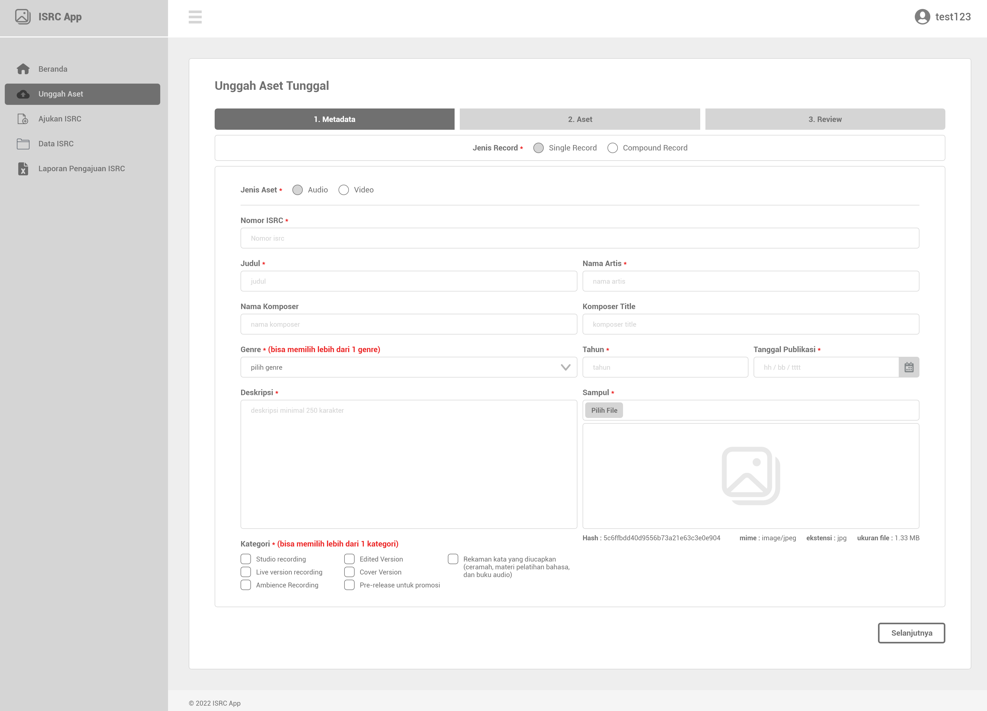 ISRC App
test123
Beranda
Unggah Aset
Ajukan ISRC
Data ISRC
Laporan Pengajuan ISRC
Unggah Aset Tunggal
1. Metadata
2. Aset
3. Review
Jenis Record • Single Record Compound Record
Jenis Aset • Audio Video
Nomor ISRC •
Nomor isrc
Judul •
judul
Nama Artis •
nama artis
Nama Komposer
nama komposer
Komposer Title
komposer title
Genre • (bisa memilih lebih dari 1 genre)
pilih genre
Tahun •
tahun
Tanggal Publikasi •
hh / bb / tttt
Deskripsi •
deskripsi minimal 250 karakter
Sampul •
Pilih File
Hash : 5c6ffbdd40d9556b73a21e63c3e0e904 mime : image/jpeg ekstensi : jpg ukuran file : 1.33 MB
Kategori • (bisa memilih lebih dari 1 kategori)
Studio recording
Live version recording
Ambience Recording
Edited Version
Cover Version
Pre-release untuk promosi
Rekaman kata yang diucapkan
(ceramah, materi pelatihan bahasa,
dan buku audio)
Selanjutnya
© 2022 ISRC App